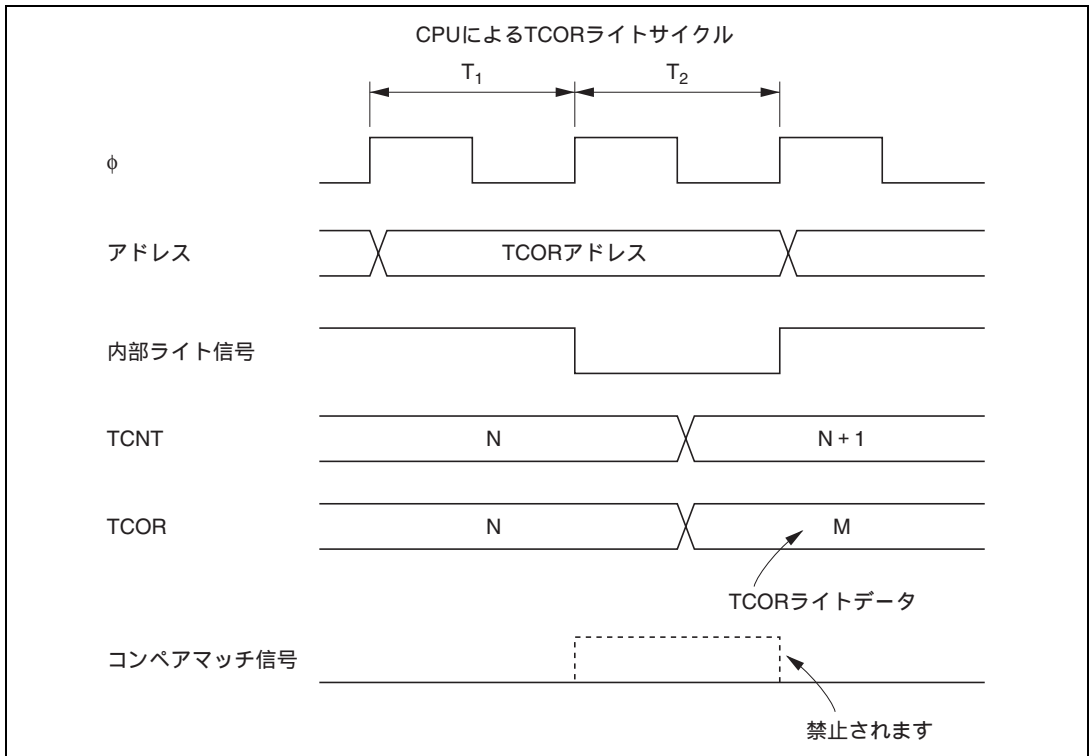 CPUによるTCORライトサイクル
T1 T2
φ
アドレス TCORアドレス
内部ライト信号
TCNT N N + 1
TCOR N M
TCORライトデータ
コンペアマッチ信号
禁止されます